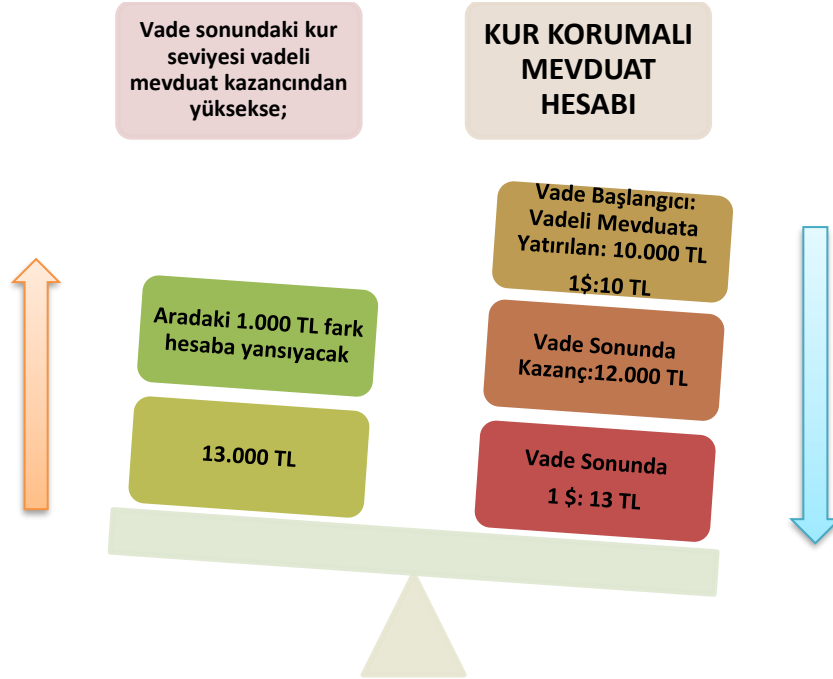 Vade sonundaki kur
seviyesi vadeli
mevduat kazancından
yüksekse;
KUR KORUMALI
MEVDUAT
HESABI
Vade Başlangıcı:
Vadeli Mevduata
Yatırılan: 10.000 TL
1$:10 TL
Aradaki 1.000 TL fark
hesaba yansıyacak
Vade Sonunda
Kazanç:12.000 TL
13.000 TL
Vade Sonunda
1 $: 13 TL